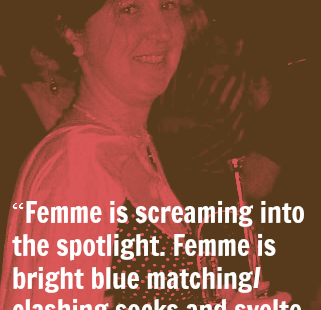 “Femme is screaming into
the spotlight. Femme is
bright blue matching/
clashing socks and svelte